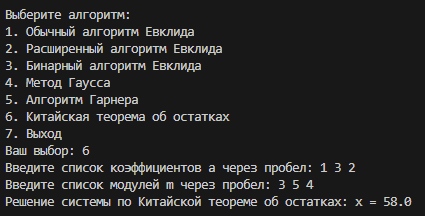 Выберите алгоритм:
1. Обычный алгоритм Евклида
2. Расширенный алгоритм Евклида
3. Бинарный алгоритм Евклида
4. Метод Гаусса
5. Алгоритм Гарнера
6. Китайская теорема об остатках
7. Выход
Ваш выбор: 6
Введите список коэффициентов a через пробел: 1 3 2
Введите список модулей m через пробел: 3 5 4
Решение системы по Китайской теореме об остатках: x = 58.0